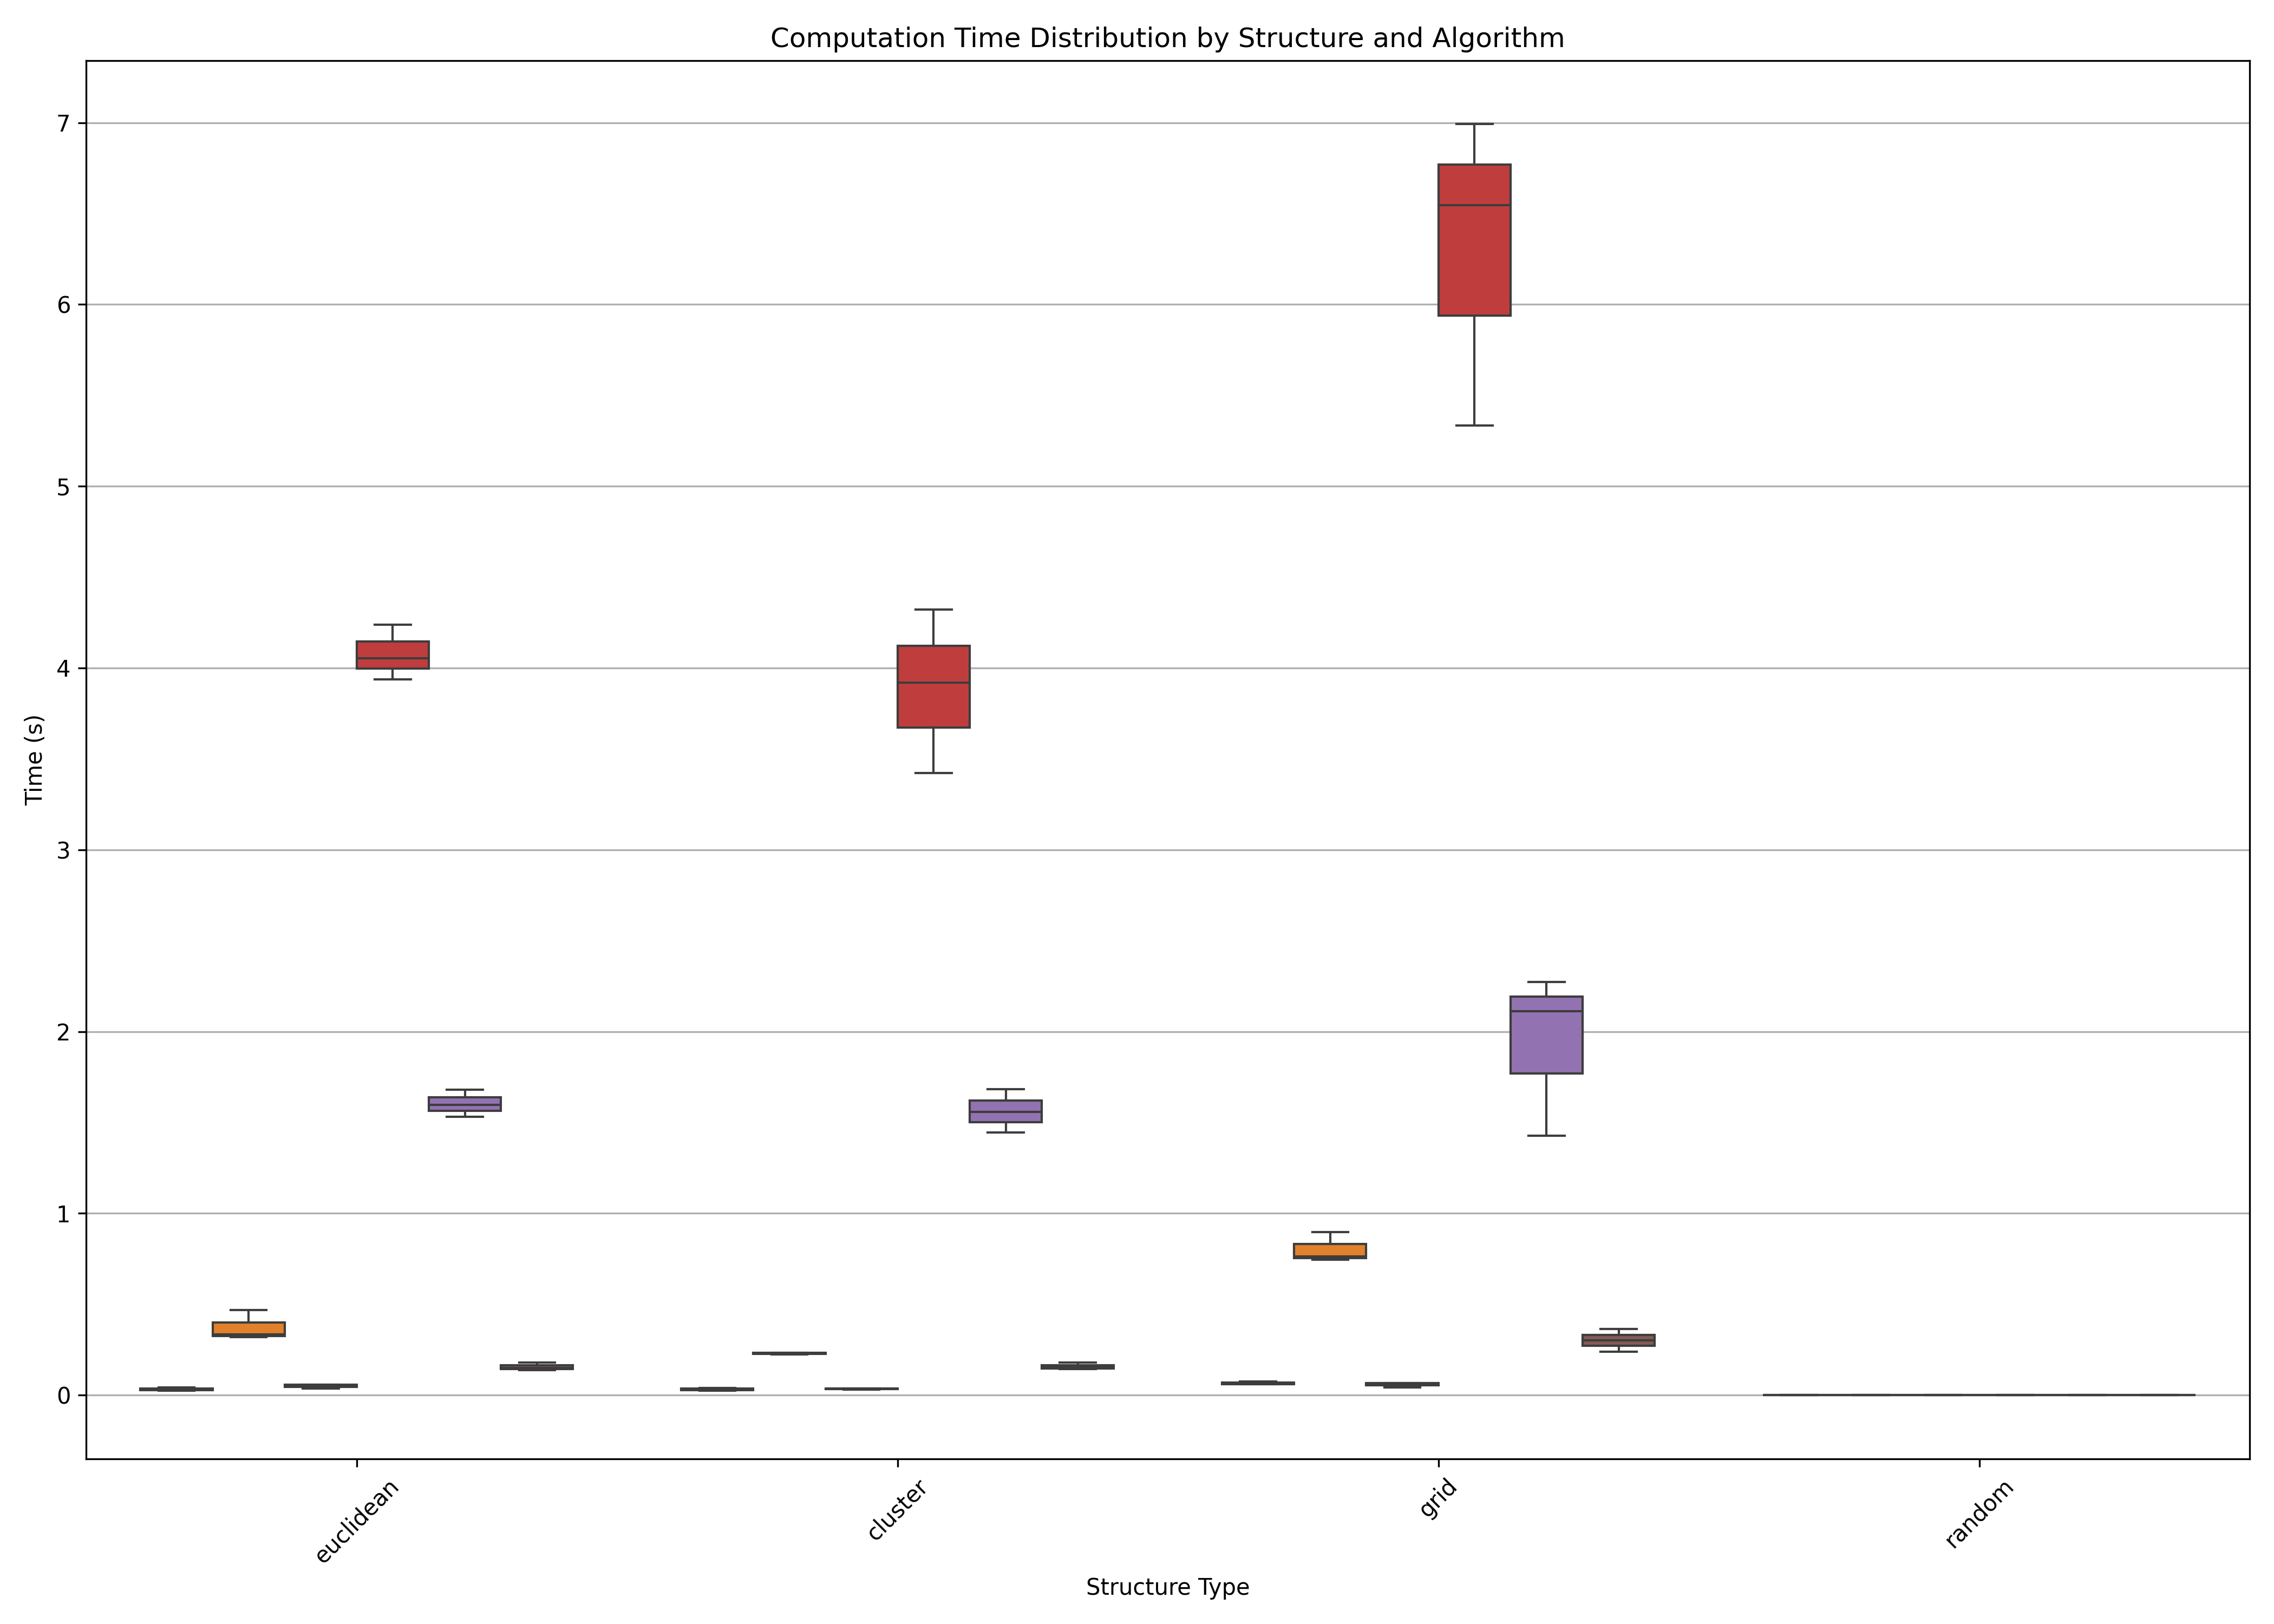 Computation Time Distribution by Structure and Algorithm
7
6
5
4
3
2
1
0
Time (s)
euclidean
cluster
grid
random
Structure Type